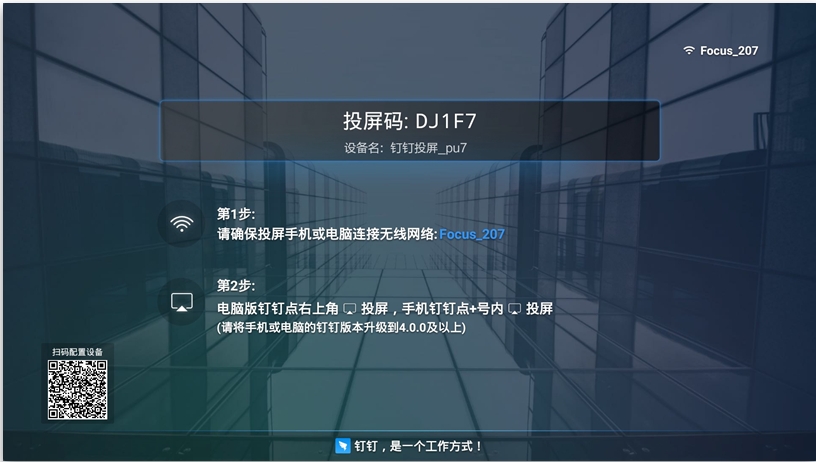 Focus_207
投屏码: DJ1F7
设备名: 钉钉投屏_pu7
第1步:
请确保投屏手机或电脑连接无线网络:Focus_207
第2步:
电脑版钉钉点右上角 投屏，手机钉钉点+号内 投屏
(请将手机或电脑的钉钉版本升级到4.0.0及以上)
扫码配置设备
钉钉，是一个工作方式！